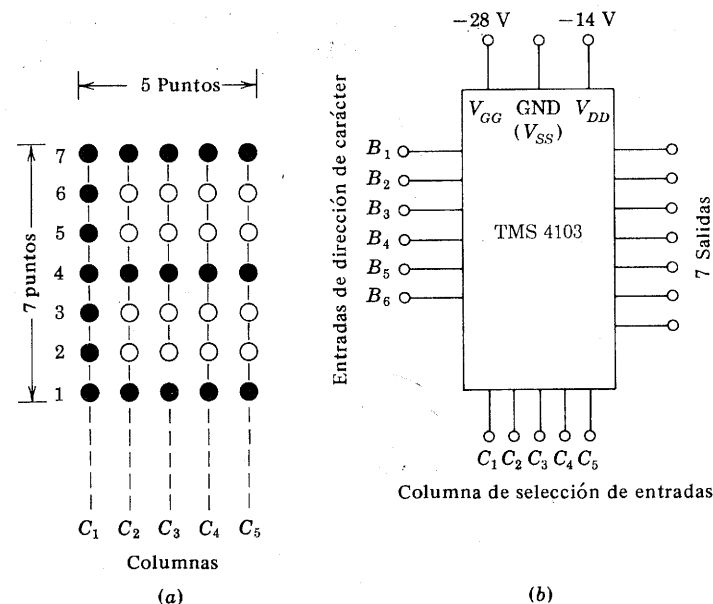 5 Puntos
7 puntos
7
6
5
4
3
2
1
C1 C2 C3 C4 C5
Columnas
(a)
−28 V −14 V
VGG GND VDD
(VSS)
Entradas de dirección de carácter
B1
B2
B3
B4
B5
B6
TMS 4103
7 Salidas
C1 C2 C3 C4 C5
Columna de selección de entradas
(b)